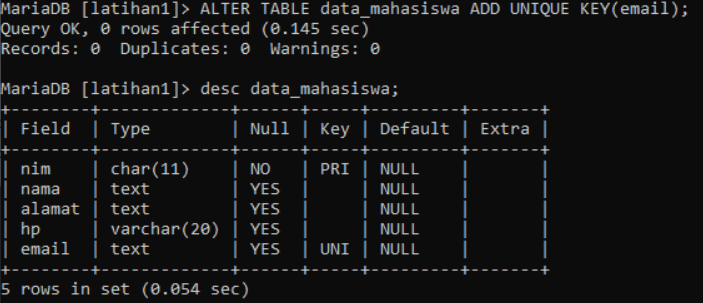 MariaDB [latihan1]> ALTER TABLE data_mahasiswa ADD UNIQUE KEY(email);
Query OK, 0 rows affected (0.145 sec)
Records: 0  Duplicates: 0  Warnings: 0

MariaDB [latihan1]> desc data_mahasiswa;
+--------+-------------+------+-----+---------+-------+
| Field  | Type        | Null | Key | Default | Extra |
+--------+-------------+------+-----+---------+-------+
| nim    | char(11)    | NO   | PRI | NULL    |       |
| nama   | text        | YES  |     | NULL    |       |
| alamat | text        | YES  |     | NULL    |       |
| hp     | varchar(20) | YES  |     | NULL    |       |
| email  | text        | YES  | UNI | NULL    |       |
+--------+-------------+------+-----+---------+-------+
5 rows in set (0.054 sec)